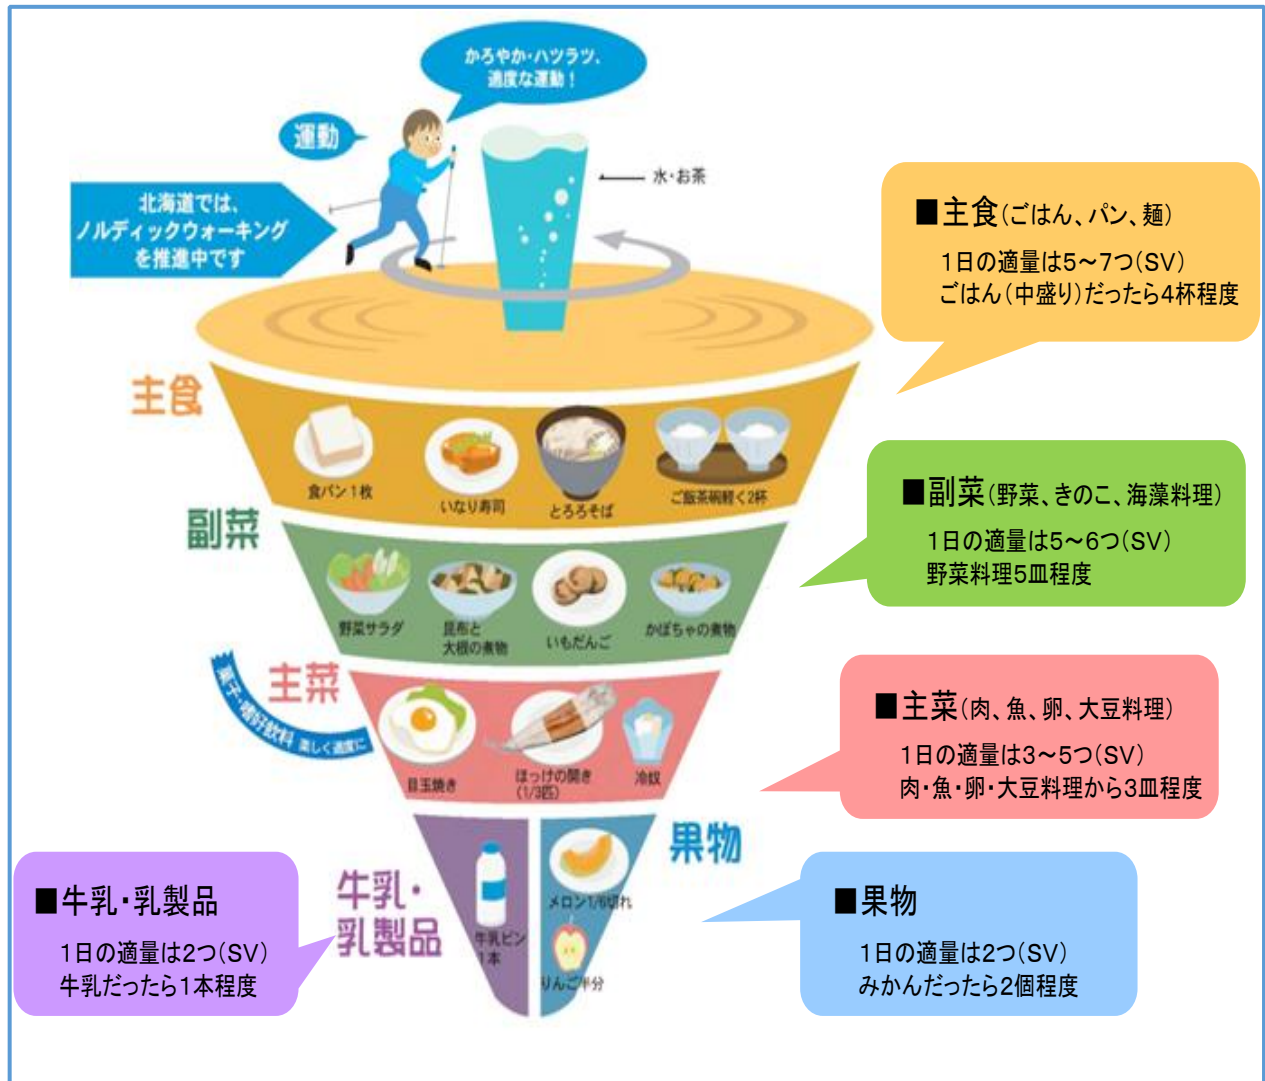 かろやか・ハツラツ、
適度な運動！
運動
水・お茶
北海道では、
ノルディックウォーキング
を推進中です
■主食(ごはん、パン、麺)
1日の適量は5～7つ(SV)
ごはん(中盛り)だったら4杯程度
主食
食パン1枚
いなり寿司
とろろそば
ご飯茶碗軽く2杯
■副菜(野菜、きのこ、海藻料理)
1日の適量は5～6つ(SV)
野菜料理5皿程度
副菜
野菜サラダ
昆布と
大根の煮物
いもだんご
かぼちゃの煮物
■主菜(肉、魚、卵、大豆料理)
1日の適量は3～5つ(SV)
肉・魚・卵・大豆料理から3皿程度
主菜
菓子・嗜好飲料 楽しく適度に
目玉焼き
ほっけの開き
(1/3匹)
冷奴
果物
牛乳・
乳製品
牛乳ビン
1本
メロン1/6切れ
りんご半分
■牛乳・乳製品
1日の適量は2つ(SV)
牛乳だったら1本程度
■果物
1日の適量は2つ(SV)
みかんだったら2個程度